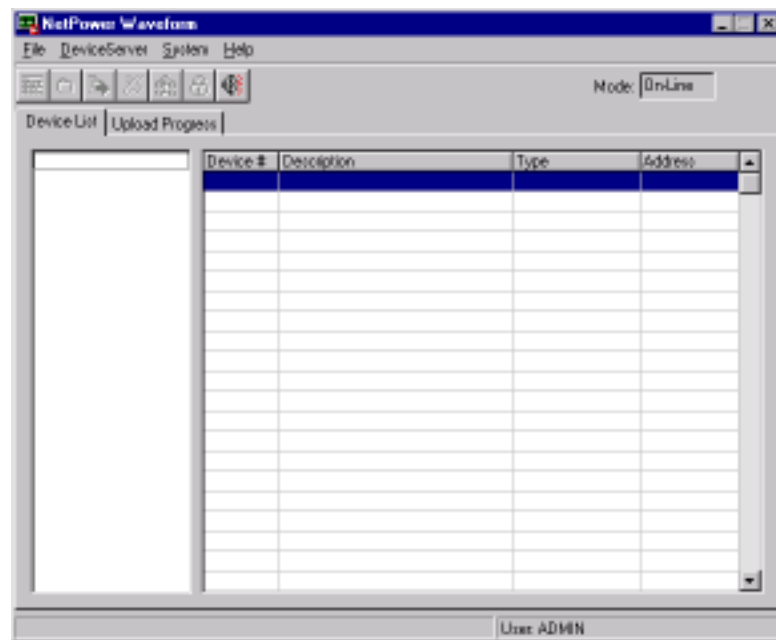 NetPower Waveform
File DeviceServer System Help
Mode: On-Line
Device List Upload Progress
Device # Description Type Address
User: ADMIN